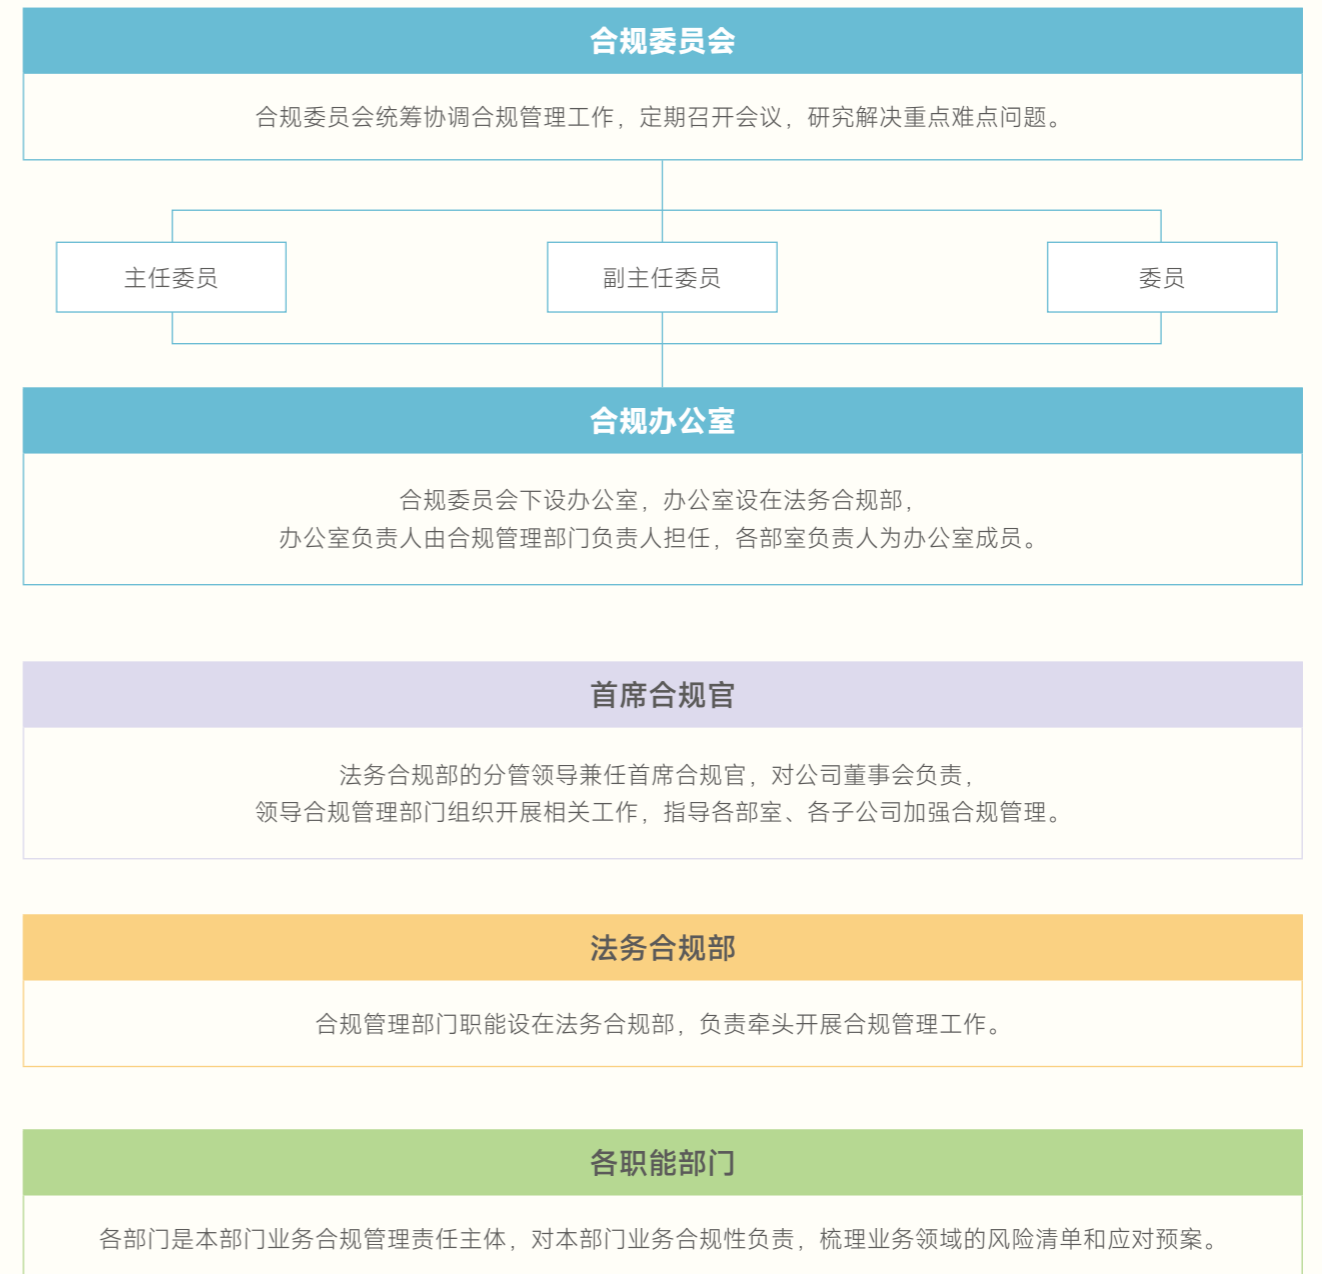 合规委员会
合规委员会统筹协调合规管理工作，定期召开会议，研究解决重点难点问题。
主任委员
副主任委员
委员
合规办公室
合规委员会下设办公室，办公室设在法务合规部，
办公室负责人由合规管理部门负责人担任，各部室负责人为办公室成员。
首席合规官
法务合规部的分管领导兼任首席合规官，对公司董事会负责，
领导合规管理部门组织开展相关工作，指导各部室、各子公司加强合规管理。
法务合规部
合规管理部门职能设在法务合规部，负责牵头开展合规管理工作。
各职能部门
各部门是本部门业务合规管理责任主体，对本部门业务合规性负责，梳理业务领域的风险清单和应对预案。